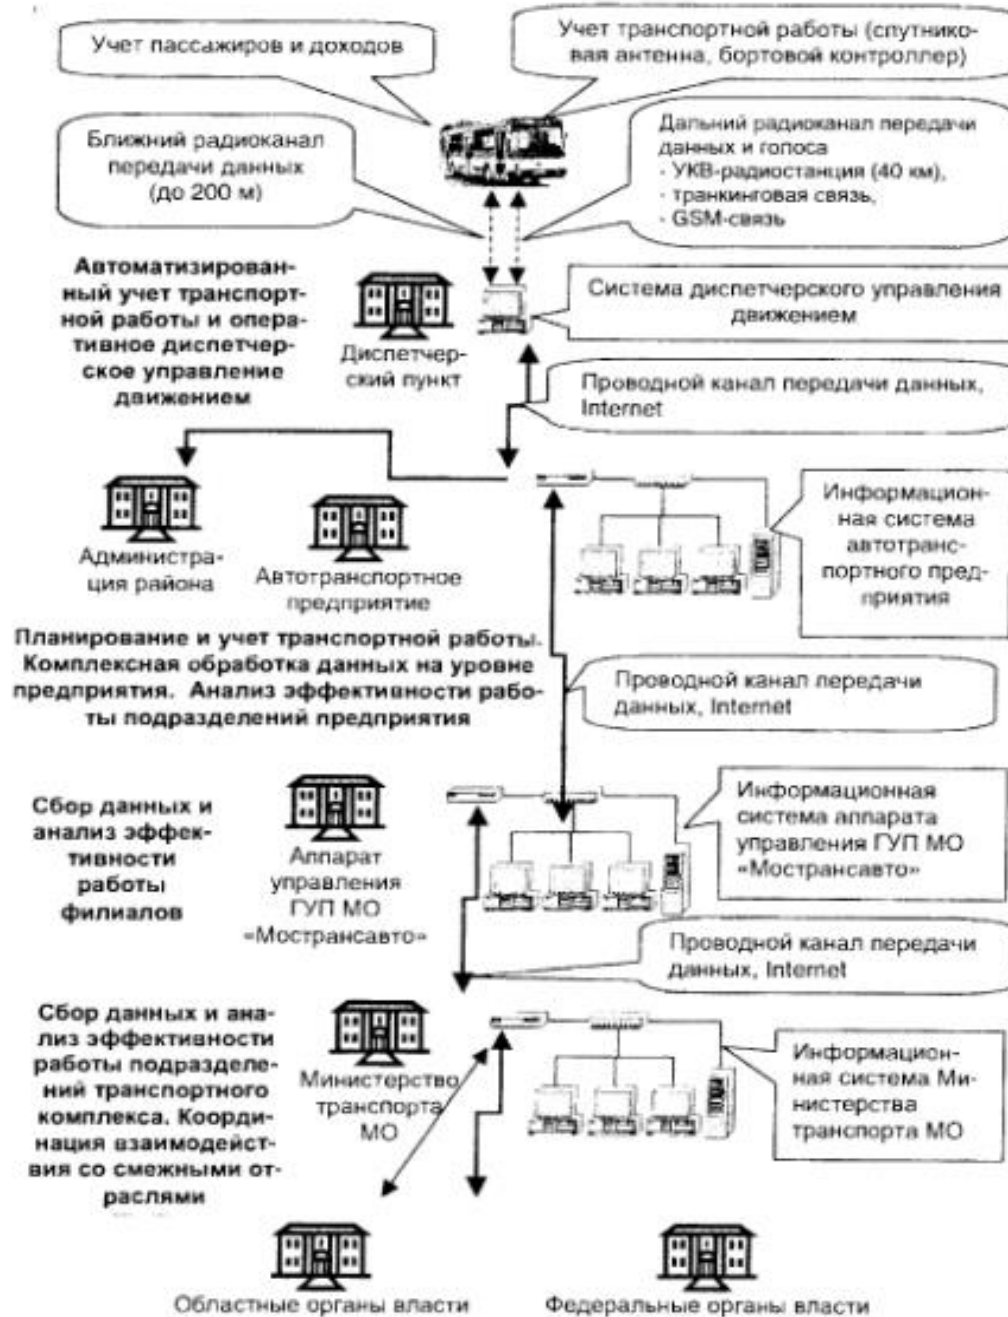 Учет пассажиров и доходов
Учет транспортной работы (спутнико-
вая антенна, бортовой контроллер)
Ближний радиоканал
передачи данных
(до 200 м)
Дальний радиоканал передачи
данных и голоса
- УКВ-радиостанция (40 км),
- транкинговая связь,
- GSM-связь
Автоматизирован-
ный учет транспорт-
ной работы и опера-
тивное диспетчер-
ское управление
движением
Диспетчер-
ский пункт
Система диспетчерского управления
движением
Проводной канал передачи данных,
Internet
Администра-
ция района
Автотранспортное
предприятие
Информацион-
ная система
автотранс-
портного пред-
приятия
Планирование и учет транспортной работы.
Комплексная обработка данных на уровне
предприятия. Анализ эффективности рабо-
ты подразделений предприятия
Проводной канал передачи
данных, Internet
Сбор данных и
анализ эффек-
тивности
работы
филиалов
Аппарат
управления
ГУП МО
«Мострансавто»
Информационная
система аппарата
управления ГУП МО
«Мострансавто»
Проводной канал передачи
данных, Internet
Сбор данных и ана-
лиз эффективности
работы подразделе-
ний транспортного
комплекса. Коорди-
нация взаимодейст-
вия со смежными от-
раслями
Министерство
транспорта
МО
Информацион-
ная система Ми-
нистерства
транспорта МО
Областные органы власти
Федеральные органы власти